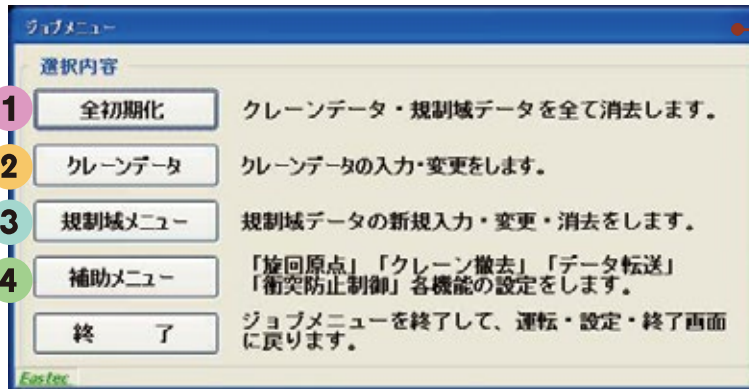 ジョブメニュー
選択内容
1 全初期化 クレーンデータ・規制域データを全て消去します。
2 クレーンデータ クレーンデータの入力・変更をします。
3 規制域メニュー 規制域データの新規入力・変更・消去をします。
4 補助メニュー 「旋回原点」「クレーン撤去」「データ転送」
「衝突防止制御」各機能の設定をします。
終 了 ジョブメニューを終了して、運転・設定・終了画面
に戻ります。
Eastec